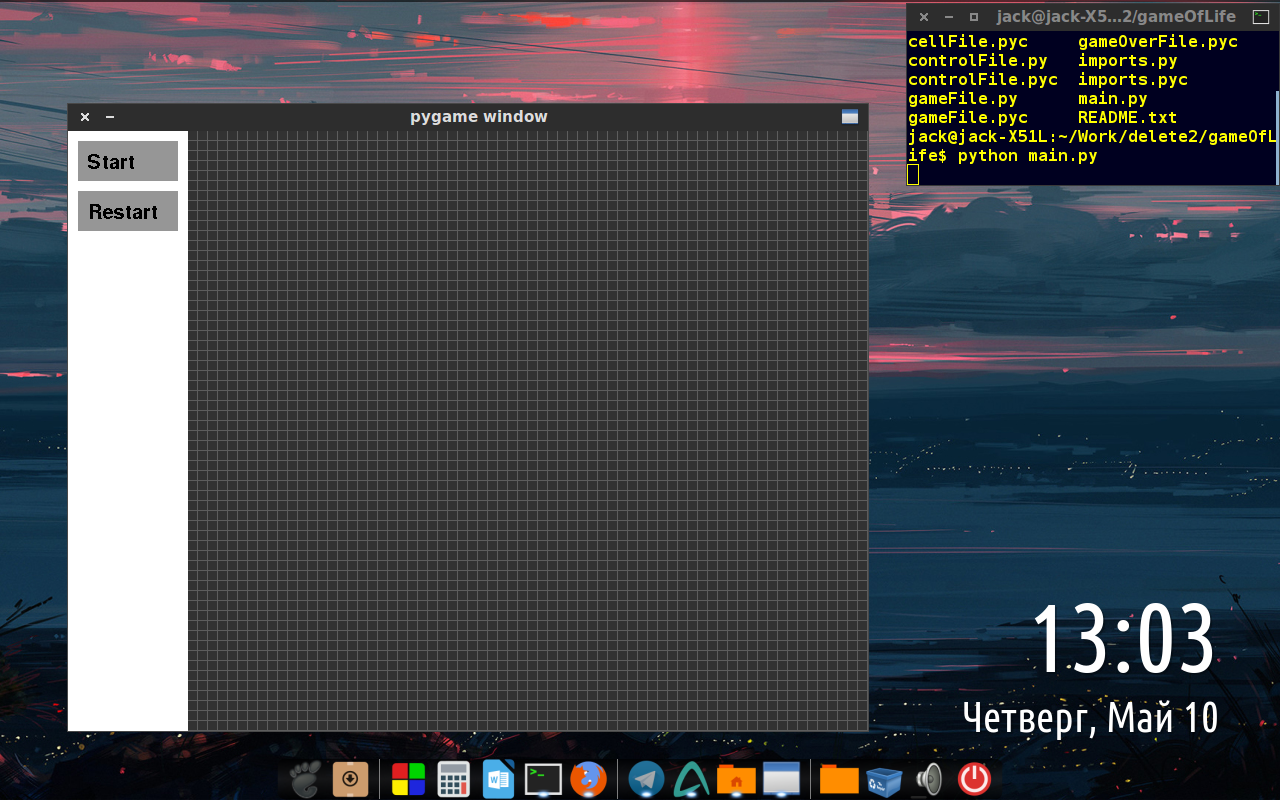 pygame window
Start
Restart
jack@jack-X5...2/gameOfLife
cellFile.pyc gameOverFile.pyc
controlFile.py imports.py
controlFile.pyc imports.pyc
gameFile.py main.py
gameFile.pyc README.txt
jack@jack-X51L:~/Work/delete2/gameOfL
ife$ python main.py
13:03
Четверг, Май 10